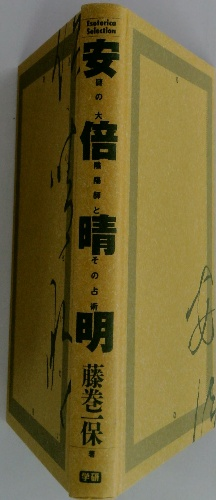 Esoterica
Selection
安倍晴明
謎の大陰陽師とその占術
藤巻一保 著
学研